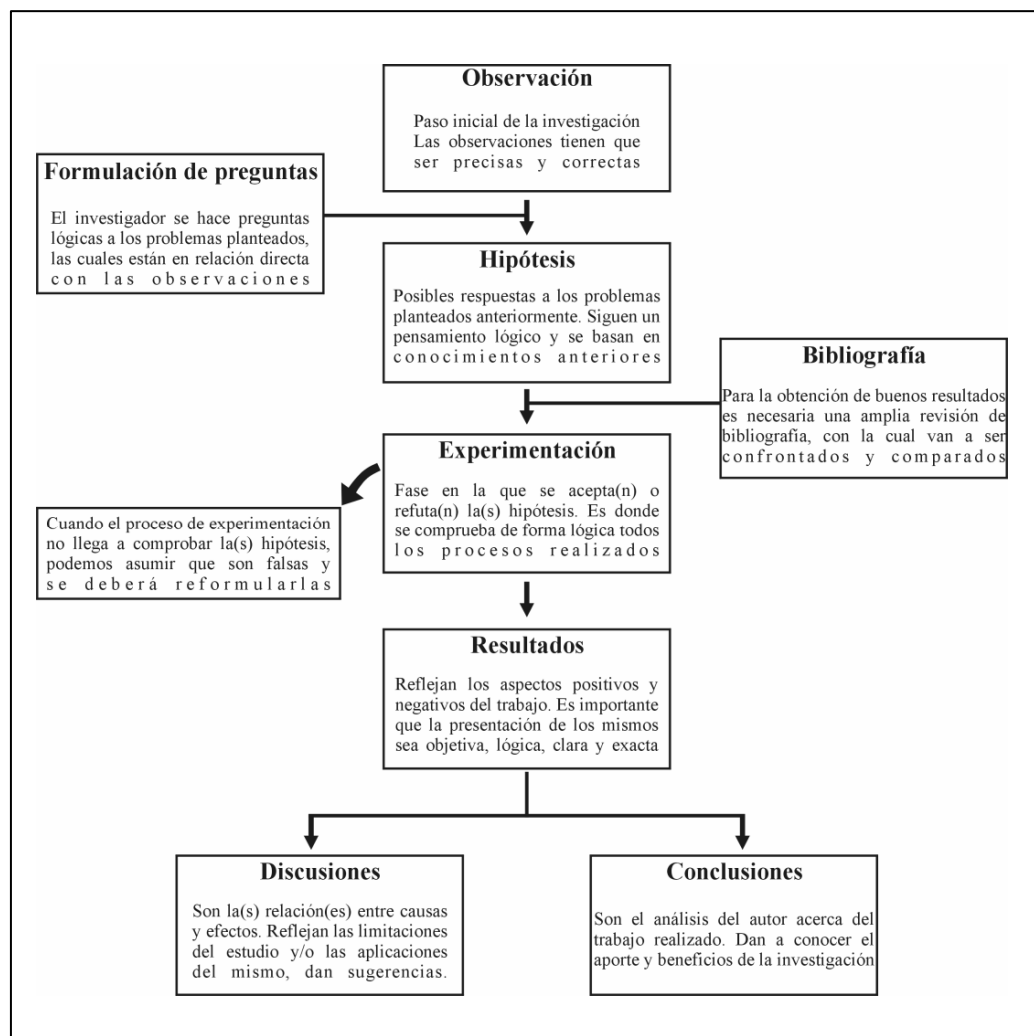 Observación
Paso inicial de la investigación
Las observaciones tienen que
ser precisas y correctas
Formulación de preguntas
El investigador se hace preguntas
lógicas a los problemas planteados,
las cuales están en relación directa
con las observaciones
Hipótesis
Posibles respuestas a los problemas
planteados anteriormente. Siguen un
pensamiento lógico y se basan en
conocimientos anteriores
Bibliografía
Para la obtención de buenos resultados
es necesaria una amplia revisión de
bibliografía, con la cual van a ser
confrontados y comparados
Experimentación
Fase en la que se acepta(n) o
refuta(n) la(s) hipótesis. Es donde
se comprueba de forma lógica todos
los procesos realizados
Cuando el proceso de experimentación
no llega a comprobar la(s) hipótesis,
podemos asumir que son falsas y
se deberá reformularlas
Resultados
Reflejan los aspectos positivos y
negativos del trabajo. Es importante
que la presentación de los mismos
sea objetiva, lógica, clara y exacta
Discusiones
Son la(s) relación(es) entre causas
y efectos. Reflejan las limitaciones
del estudio y/o las aplicaciones
del mismo, dan sugerencias.
Conclusiones
Son el análisis del autor acerca del
trabajo realizado. Dan a conocer el
aporte y beneficios de la investigación